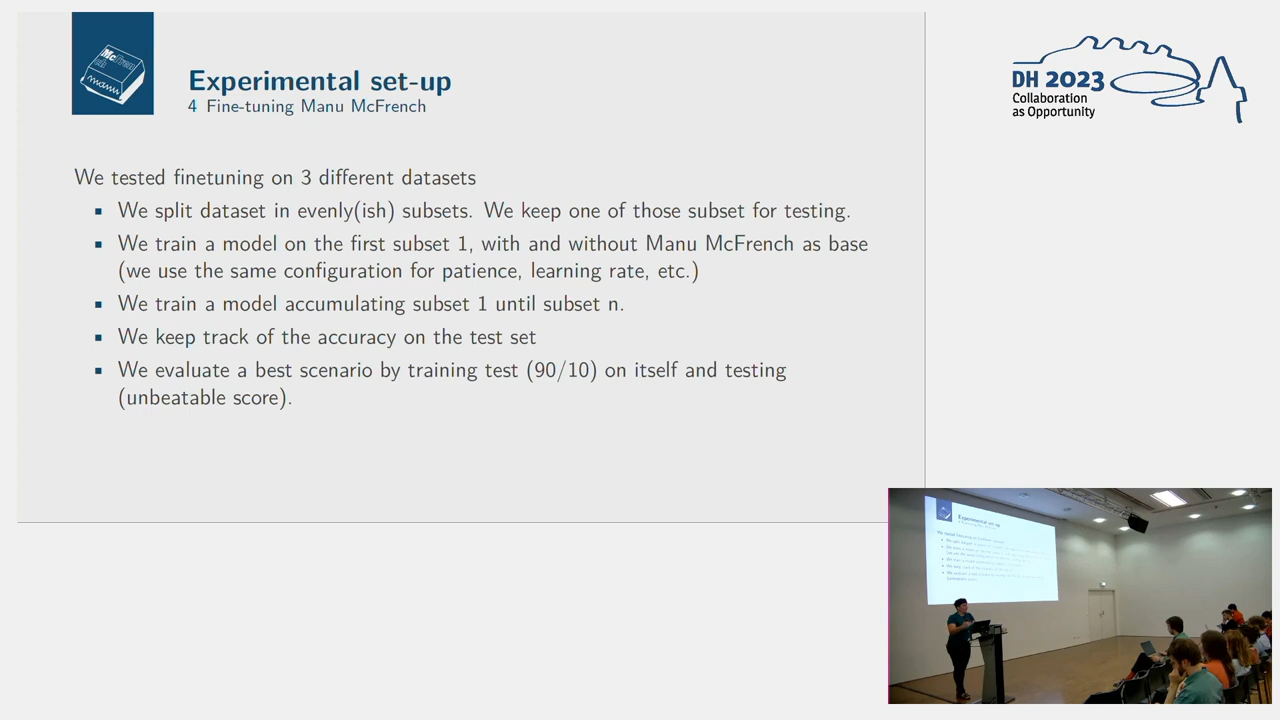 Experimental set-up
4 Fine-tuning Manu McFrench
We tested finetuning on 3 different datasets
▪ We split dataset in evenly(ish) subsets. We keep one of those subset for testing.
▪ We train a model on the first subset 1, with and without Manu McFrench as base
(we use the same configuration for patience, learning rate, etc.)
▪ We train a model accumulating subset 1 until subset n.
▪ We keep track of the accuracy on the test set
▪ We evaluate a best scenario by training test (90/10) on itself and testing
(unbeatable score).
DH 2023
Collaboration
as Opportunity
Experimental set-up